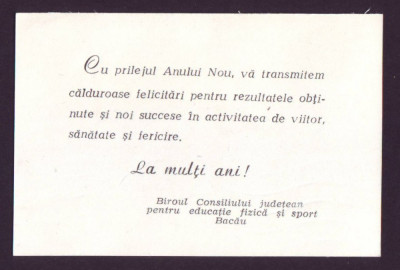 Cu prilejul Anului Nou, vă transmitem
călduroase felicitări pentru rezultatele obți-
nute și noi succese în activitatea de viitor,
sănătate și fericire.
La mulți ani!
Biroul Consiliului județean
pentru educație fizică și sport
Bacău